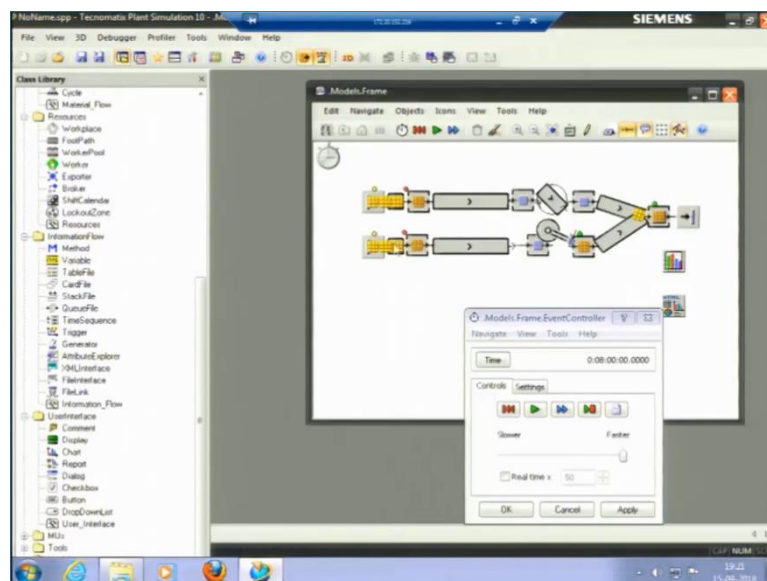 NoName.spp - Tecnomatix Plant Simulation 10 - .M
SIEMENS
File View 3D Debugger Profiler Tools Window Help
Class Library
Cycle
Material_Flow
Resources
Workplace
FootPath
WorkerPool
Worker
Exporter
Broker
ShiftCalendar
LockoutZone
Resources
InformationFlow
Method
Variable
TableFile
CardFile
StackFile
QueueFile
TimeSequence
Trigger
Generator
AttributeExplorer
XMLInterface
FileInterface
FileLink
Information_Flow
UserInterface
Comment
Display
Chart
Report
Dialog
Checkbox
Button
DropDownList
User_Interface
MUs
Tools
.Models.Frame
Edit Navigate Objects Icons View Tools Help
.Models.Frame.EventController
Navigate View Tools Help
Time 0:08:00:00.0000
Controls Settings
Slower Faster
Real time x 50
OK Cancel Apply
CAP NUM
19:21